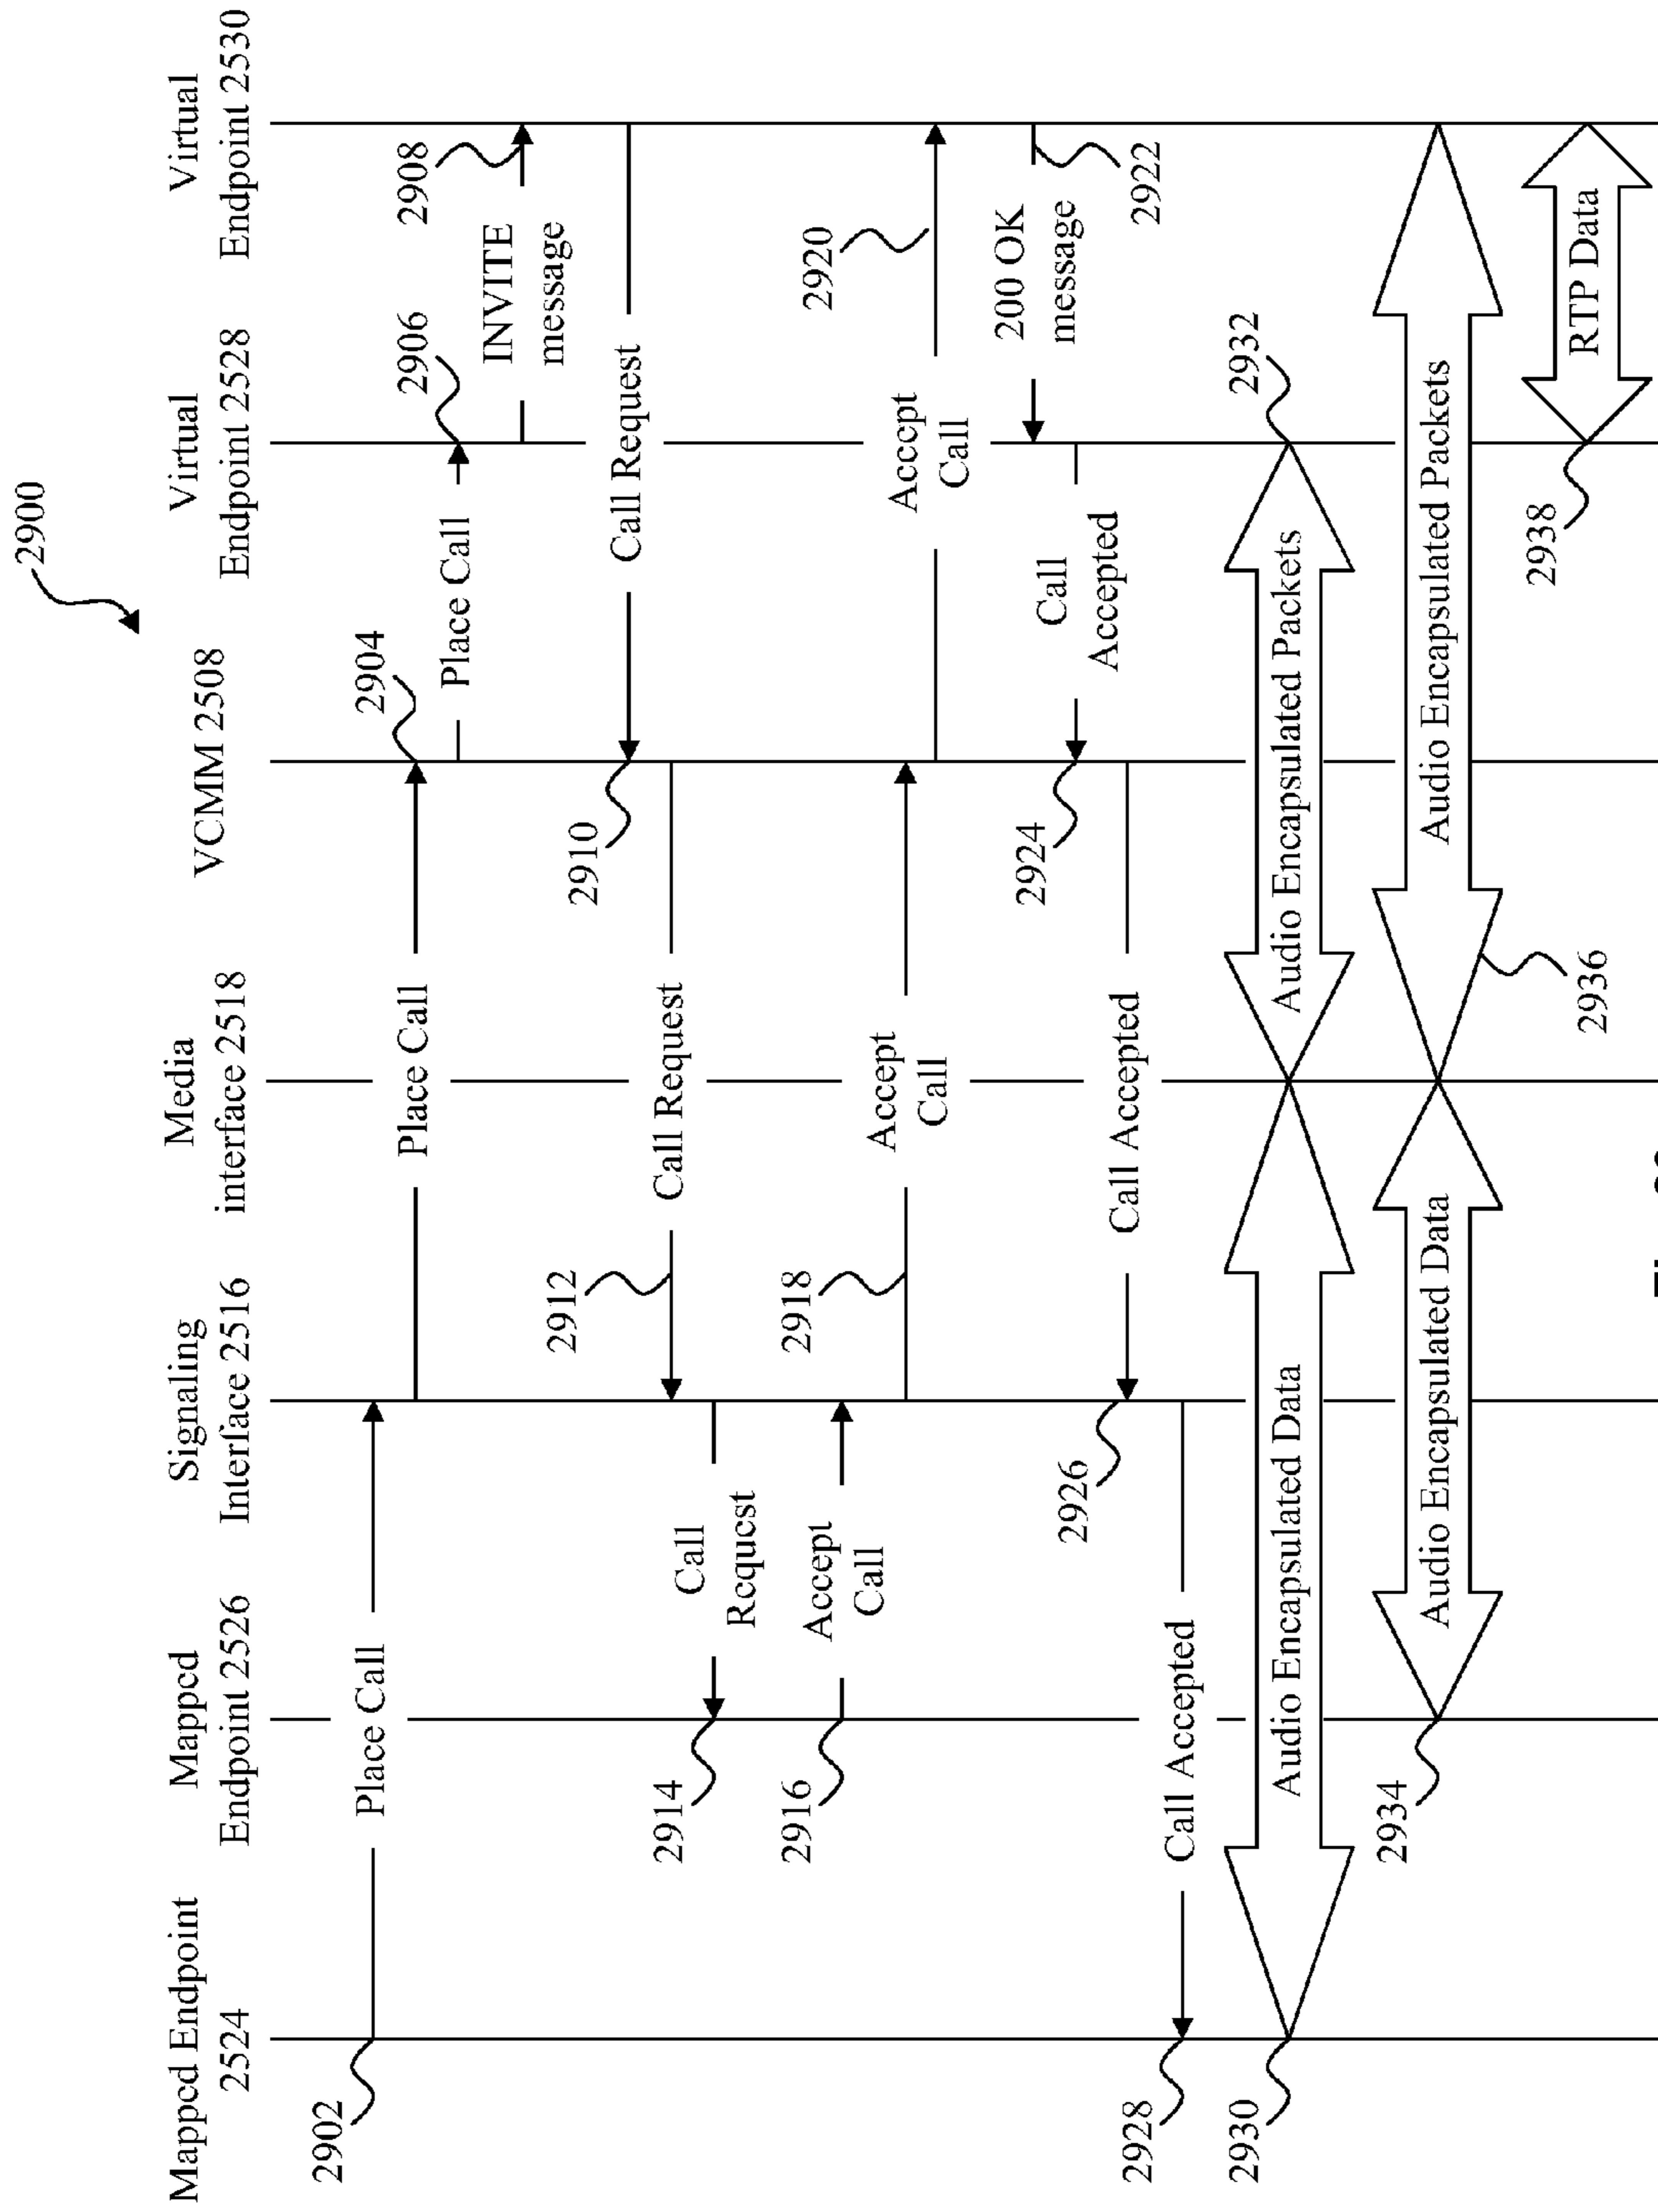 2900
Mapped Endpoint
2524
Mapped
Endpoint 2526
Signaling
Interface 2516
Media
interface 2518
VCMM 2508
Virtual
Endpoint 2528
Virtual
Endpoint 2530
2902
Place Call
Place Call
2904
Place Call
2906
INVITE
message
2908
Call Request
2910
Call Request
2912
Call
Request
2914
Accept
Call
2916
Accept
Call
2918
Accept
Call
2920
200 OK
message
2922
Call
Accepted
2924
Call Accepted
2926
Call Accepted
2928
2930
Audio Encapsulated Data
Audio Encapsulated Packets
2932
2934
Audio Encapsulated Data
Audio Encapsulated Packets
2936
RTP Data
2938